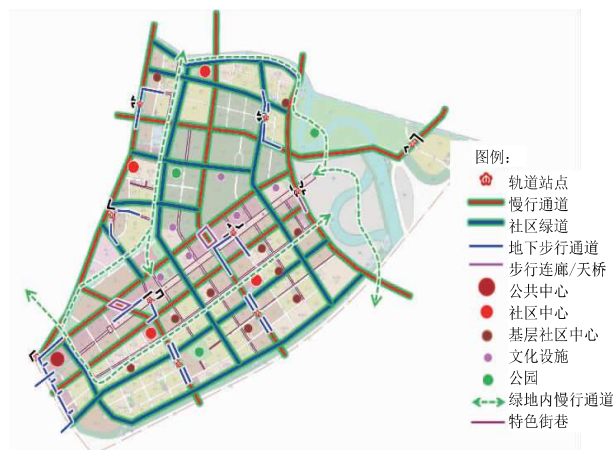 图例:
轨道站点
慢行通道
社区绿道
地下步行通道
步行连廊/天桥
公共中心
社区中心
基层社区中心
文化设施
公园
绿地内慢行通道
特色街巷